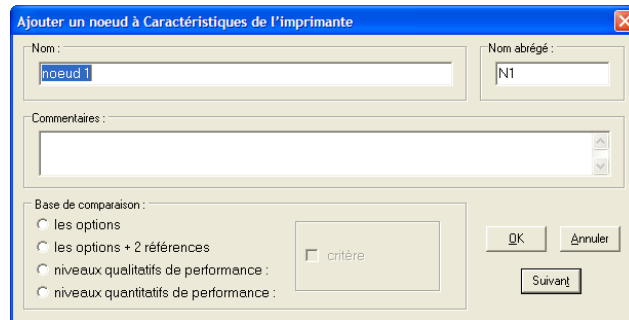 Ajouter un noeud à Caractéristiques de l'imprimante
Nom :
Nom abrégé :
noeud 1
N1
Commentaires :
Base de comparaison :
les options
les options + 2 références
niveaux qualitatifs de performance :
niveaux quantitatifs de performance :
critère
OK
Annuler
Suivant